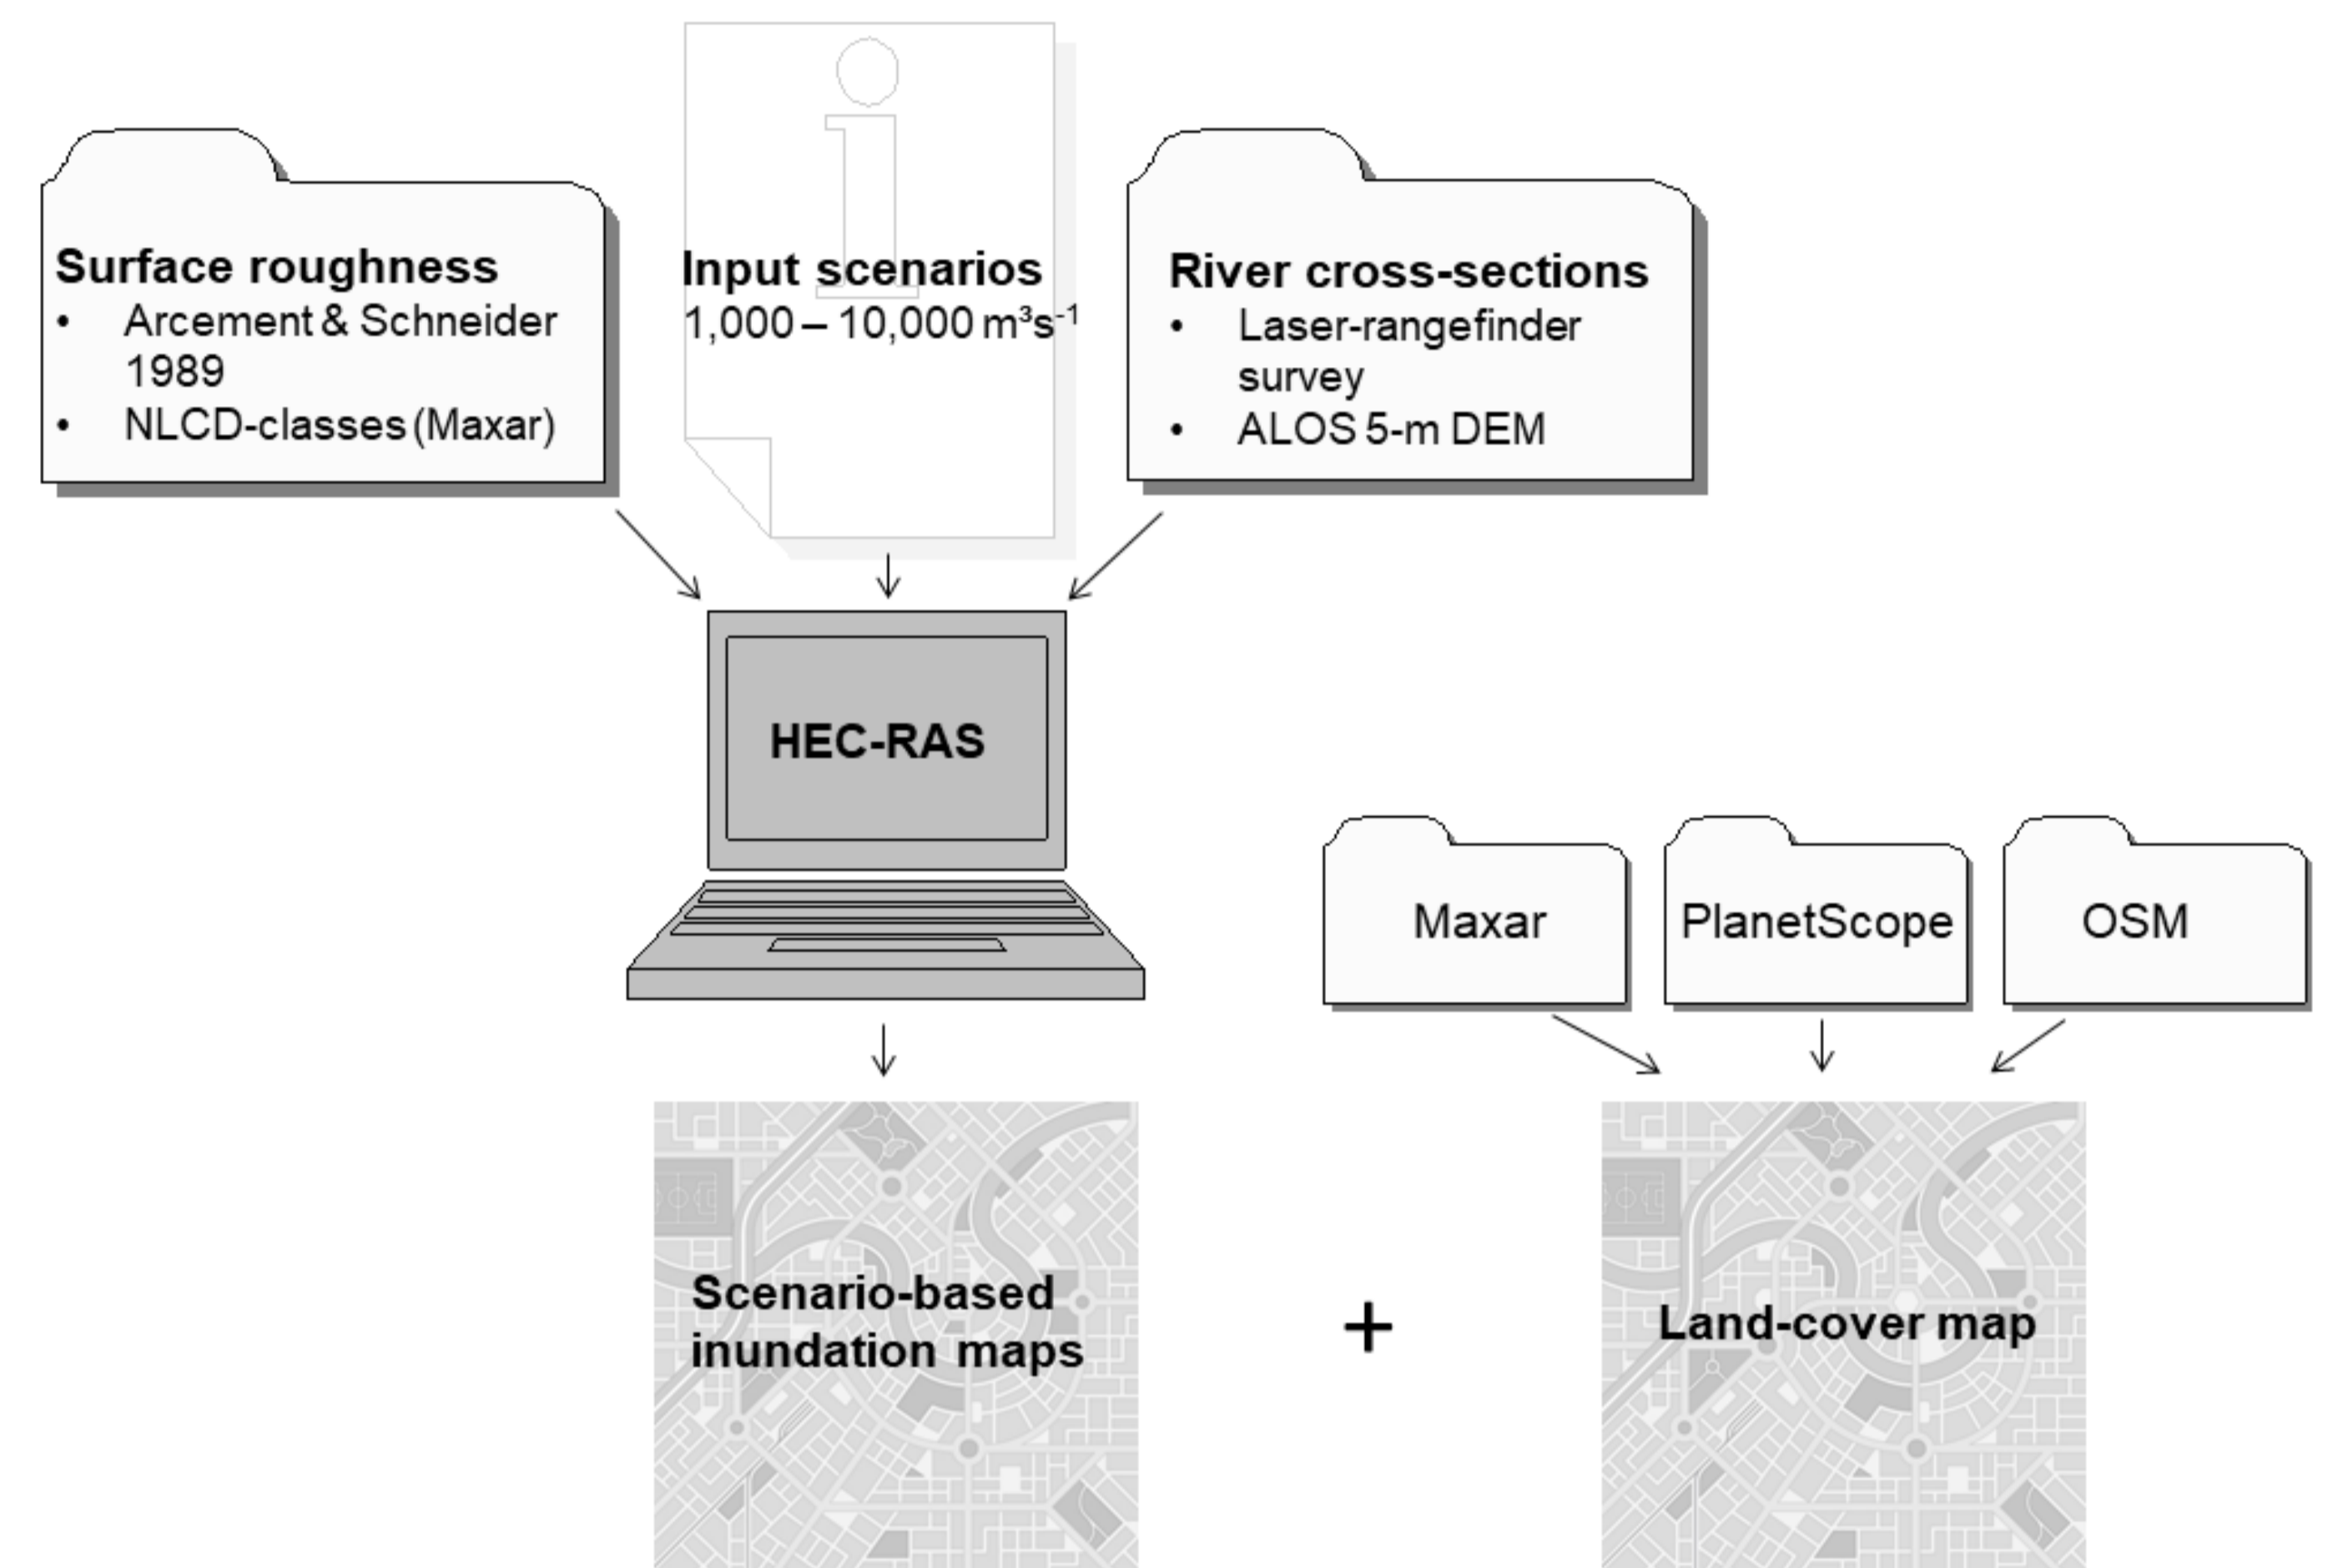 Surface roughness
• Arcement & Schneider
1989
• NLCD-classes (Maxar)
Input scenarios
1,000 – 10,000 m³s⁻¹
River cross-sections
• Laser-rangefinder
survey
• ALOS 5-m DEM
HEC-RAS
Maxar
PlanetScope
OSM
Scenario-based
inundation maps
+
Land-cover map